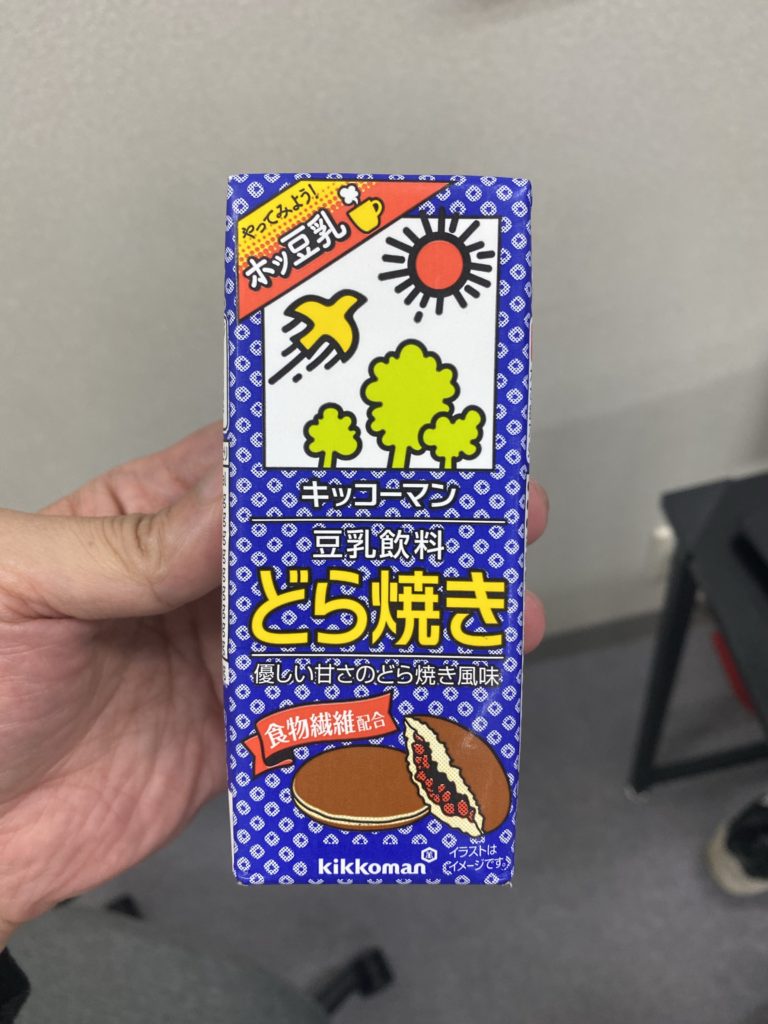 やってみよう!
ホッ豆乳
キッコーマン
豆乳飲料
どら焼き
優しい甘さのどら焼き風味
食物繊維配合
kikkoman
イラストは
イメージです。